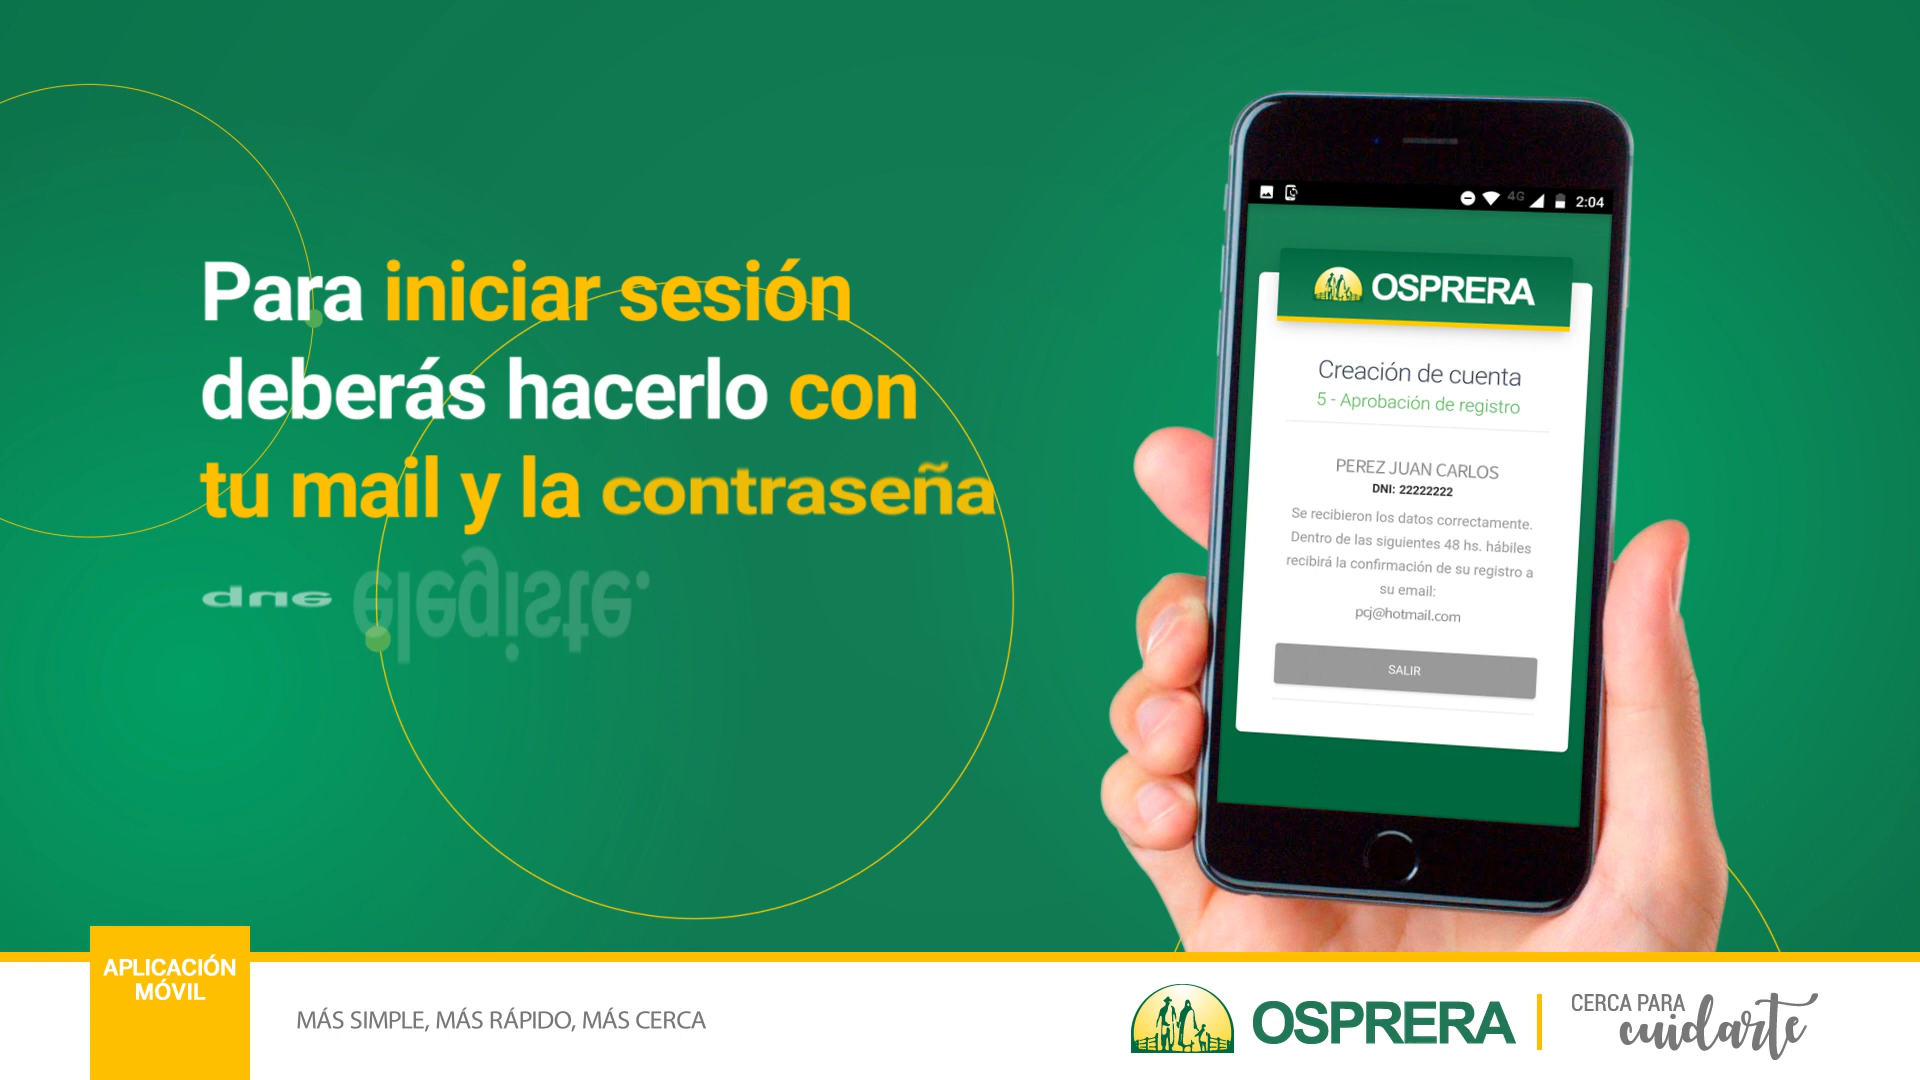 Para iniciar sesión
deberás hacerlo con
tu mail y la contraseña
que elegiste.
2:04
4G
OSPRERA
Creación de cuenta
5 - Aprobación de registro
PEREZ JUAN CARLOS
DNI: 22222222
Se recibieron los datos correctamente.
Dentro de las siguientes 48 hs. hábiles
recibirá la confirmación de su registro a
su email:
pcj@hotmail.com
SALIR
APLICACIÓN
MÓVIL
MÁS SIMPLE, MÁS RÁPIDO, MÁS CERCA
OSPRERA
CERCA PARA
cuidarte